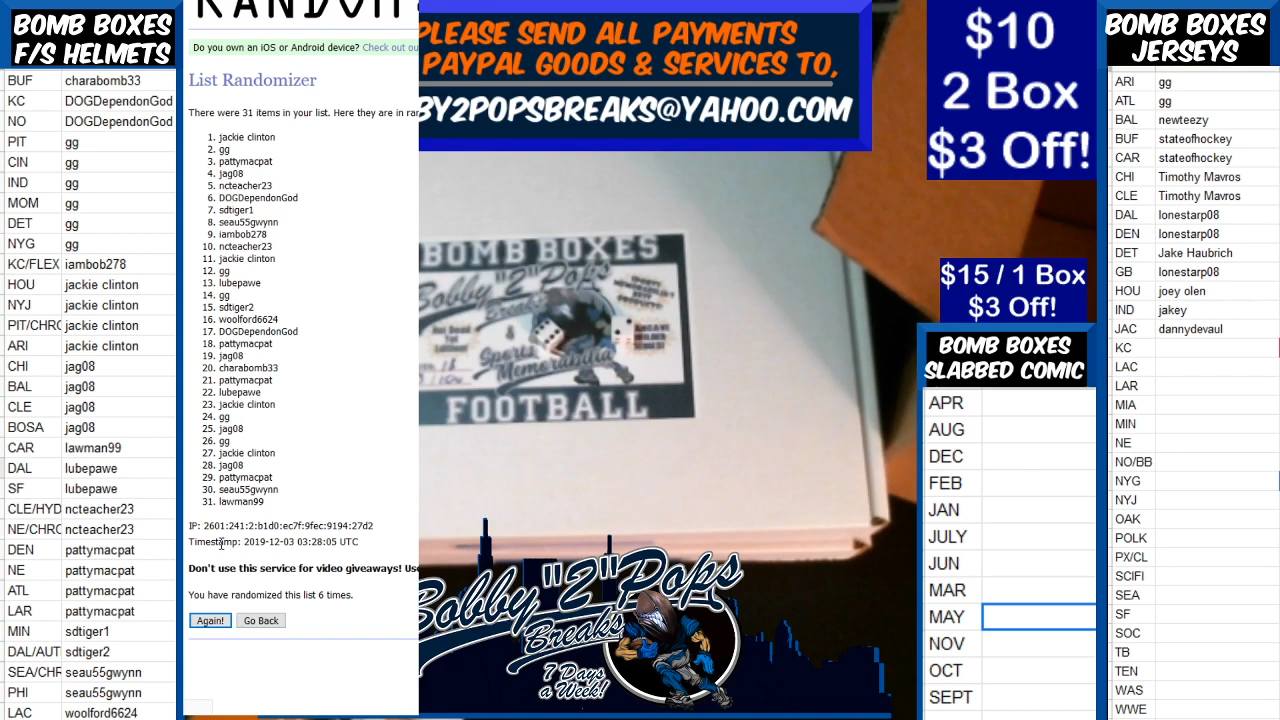 BOMB BOXES
F/S HELMETS
BUF charabomb33
KC DOGDependonGod
NO DOGDependonGod
PIT gg
CIN gg
IND gg
MOM gg
DET gg
NYG gg
KC/FLEX iambob278
HOU jackie clinton
NYJ jackie clinton
PIT/CHRO jackie clinton
ARI jackie clinton
CHI jag08
BAL jag08
CLE jag08
BOSA jag08
CAR lawman99
DAL lubepawe
SF lubepawe
CLE/HYD ncteacher23
NE/CHRO ncteacher23
DEN pattymacpat
NE pattymacpat
ATL pattymacpat
LAR pattymacpat
MIN sdtiger1
DAL/AUT sdtiger2
SEA/CHR seau55gwynn
PHI seau55gwynn
LAC woolford6624
Do you own an iOS or Android device? Check out ou
List Randomizer
There were 31 items in your list. Here they are in ran
1. jackie clinton
2. gg
3. pattymacpat
4. jag08
5. ncteacher23
6. DOGDependonGod
7. sdtiger1
8. seau55gwynn
9. iambob278
10. ncteacher23
11. jackie clinton
12. gg
13. lubepawe
14. gg
15. sdtiger2
16. woolford6624
17. DOGDependonGod
18. pattymacpat
19. jag08
20. charabomb33
21. pattymacpat
22. lubepawe
23. jackie clinton
24. gg
25. jag08
26. gg
27. jackie clinton
28. jag08
29. pattymacpat
30. seau55gwynn
31. lawman99
IP: 2601:241:2:b1d0:ec7f:9fec:9194:27d2
Timestamp: 2019-12-03 03:28:05 UTC
Don't use this service for video giveaways! Use
You have randomized this list 6 times.
Again! Go Back
PLEASE SEND ALL PAYMENTS
PAYPAL GOODS & SERVICES TO,
BY2POPSBREAKS@YAHOO.COM
BOMB BOXES
Bobby "2" Pops
Breaks
&
Sports
Memorabilia
FOOTBALL
Bobby "2" Pops
Breaks
7 Days
a Week!
$10
2 Box
$3 Off!
$15 / 1 Box
$3 Off!
BOMB BOXES
SLABBED COMIC
APR
AUG
DEC
FEB
JAN
JULY
JUN
MAR
MAY
NOV
OCT
SEPT
BOMB BOXES
JERSEYS
ARI gg
ATL gg
BAL newteezy
BUF stateofhockey
CAR stateofhockey
CHI Timothy Mavros
CLE Timothy Mavros
DAL lonestarp08
DEN lonestarp08
DET Jake Haubrich
GB lonestarp08
HOU joey olen
IND jakey
JAC dannydevaul
KC
LAC
LAR
MIA
MIN
NE
NO/BB
NYG
NYJ
OAK
POLK
PX/CL
SCIFI
SEA
SF
SOC
TB
TEN
WAS
WWE